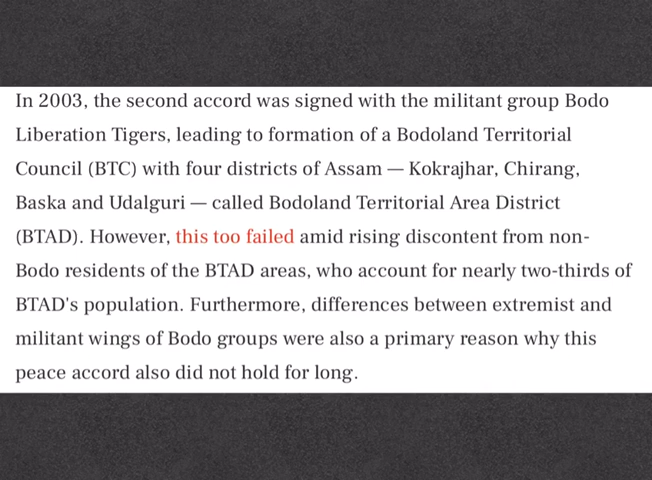 In 2003, the second accord was signed with the militant group Bodo
Liberation Tigers, leading to formation of a Bodoland Territorial
Council (BTC) with four districts of Assam — Kokrajhar, Chirang,
Baska and Udalguri — called Bodoland Territorial Area District
(BTAD). However, this too failed amid rising discontent from non-
Bodo residents of the BTAD areas, who account for nearly two-thirds of
BTAD's population. Furthermore, differences between extremist and
militant wings of Bodo groups were also a primary reason why this
peace accord also did not hold for long.